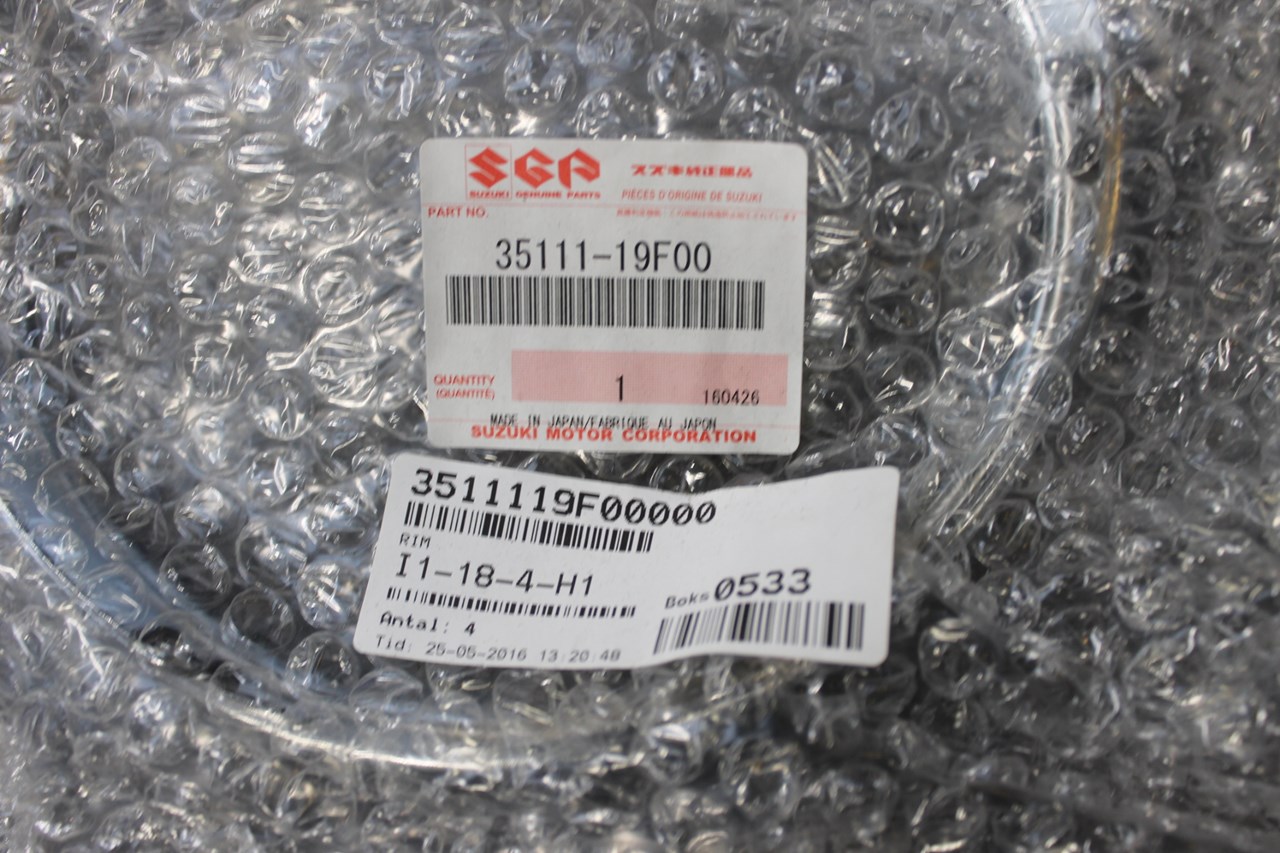 SGP
SUZUKI GENUINE PARTS
スズキ純正部品
PIÈCES D'ORIGINE DE SUZUKI
PART NO.
35111-19F00
QUANTITY
(QUANTITÉ)
1
160426
MADE IN JAPAN/FABRIQUE AU JAPON
SUZUKI MOTOR CORPORATION
3511119F00000
RIM
I1-18-4-H1
Boks 0533
Antal: 4
Tid: 25-05-2016 13:20:48